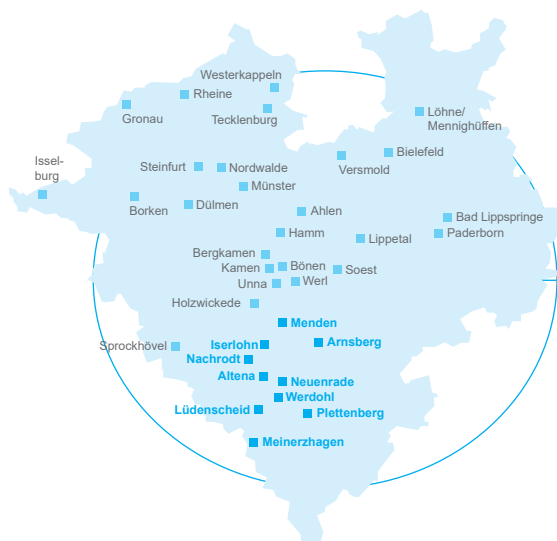 Westerkappeln
Rheine
Gronau
Tecklenburg
Löhne/
Mennighüffen
Issel-
burg
Steinfurt
Nordwalde
Versmold
Bielefeld
Münster
Borken
Dülmen
Ahlen
Bad Lippspringe
Paderborn
Hamm
Lippetal
Bergkamen
Kamen
Bönen
Soest
Unna
Werl
Holzwickede
Menden
Sprockhövel
Iserlohn
Arnsberg
Nachrodt
Altena
Neuenrade
Werdohl
Lüdenscheid
Plettenberg
Meinerzhagen